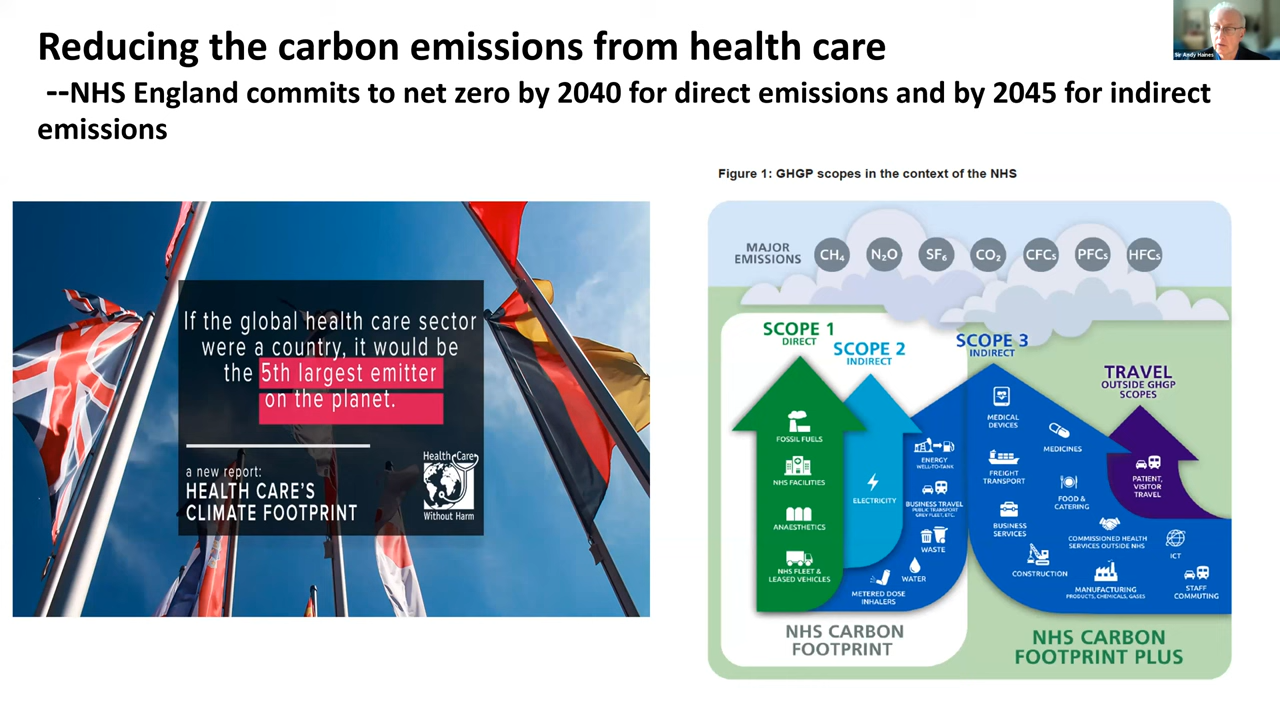 Reducing the carbon emissions from health care
--NHS England commits to net zero by 2040 for direct emissions and by 2045 for indirect
emissions
Sir Andy Haines
If the global health care sector
were a country, it would be
the 5th largest emitter
on the planet.
a new report:
HEALTH CARE'S
CLIMATE FOOTPRINT
Health Care
Without Harm
Figure 1: GHGP scopes in the context of the NHS
MAJOR
EMISSIONS
CH₄
N₂O
SF₆
CO₂
CFCs
PFCs
HFCs
SCOPE 1
DIRECT
FOSSIL FUELS
NHS FACILITIES
ANAESTHETICS
NHS FLEET &
LEASED VEHICLES
SCOPE 2
INDIRECT
ELECTRICITY
SCOPE 3
INDIRECT
ENERGY
WELL-TO-TANK
BUSINESS TRAVEL
PUBLIC TRANSPORT
GREY FLEET, ETC.
WASTE
WATER
METERED DOSE
INHALERS
MEDICAL
DEVICES
MEDICINES
FREIGHT
TRANSPORT
FOOD &
CATERING
BUSINESS
SERVICES
COMMISSIONED HEALTH
SERVICES OUTSIDE NHS
ICT
CONSTRUCTION
MANUFACTURING
PRODUCTS, CHEMICALS, GASES
STAFF
COMMUTING
TRAVEL
OUTSIDE GHGP
SCOPES
PATIENT,
VISITOR
TRAVEL
NHS CARBON
FOOTPRINT
NHS CARBON
FOOTPRINT PLUS